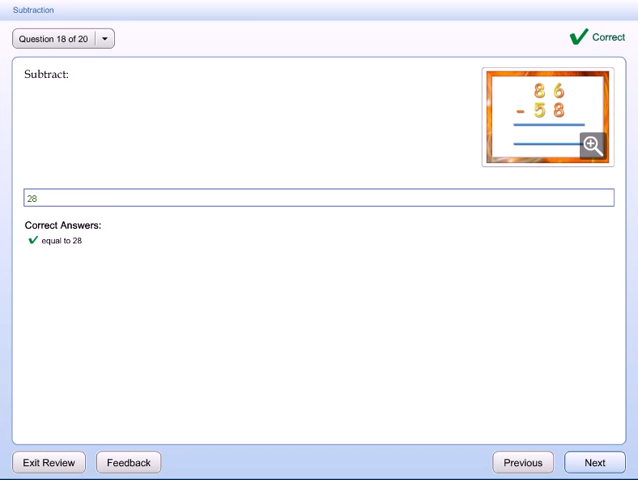 Subtraction
Question 18 of 20
Correct
Subtract:
8 6
- 5 8
28
Correct Answers:
equal to 28
Exit Review
Feedback
Previous
Next